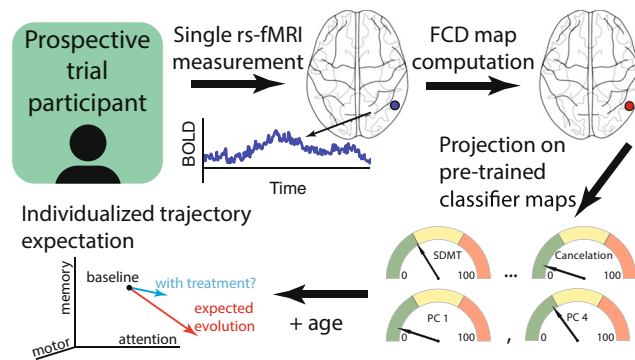 Prospective
trial
participant
Single rs-fMRI
measurement
FCD map
computation
BOLD
Time
Projection on
pre-trained
classifier maps
SDMT
0
100
...
Cancelation
0
100
PC 1
0
100
,
PC 4
0
100
+ age
Individualized trajectory
expectation
memory
baseline
with treatment?
expected
evolution
motor
attention